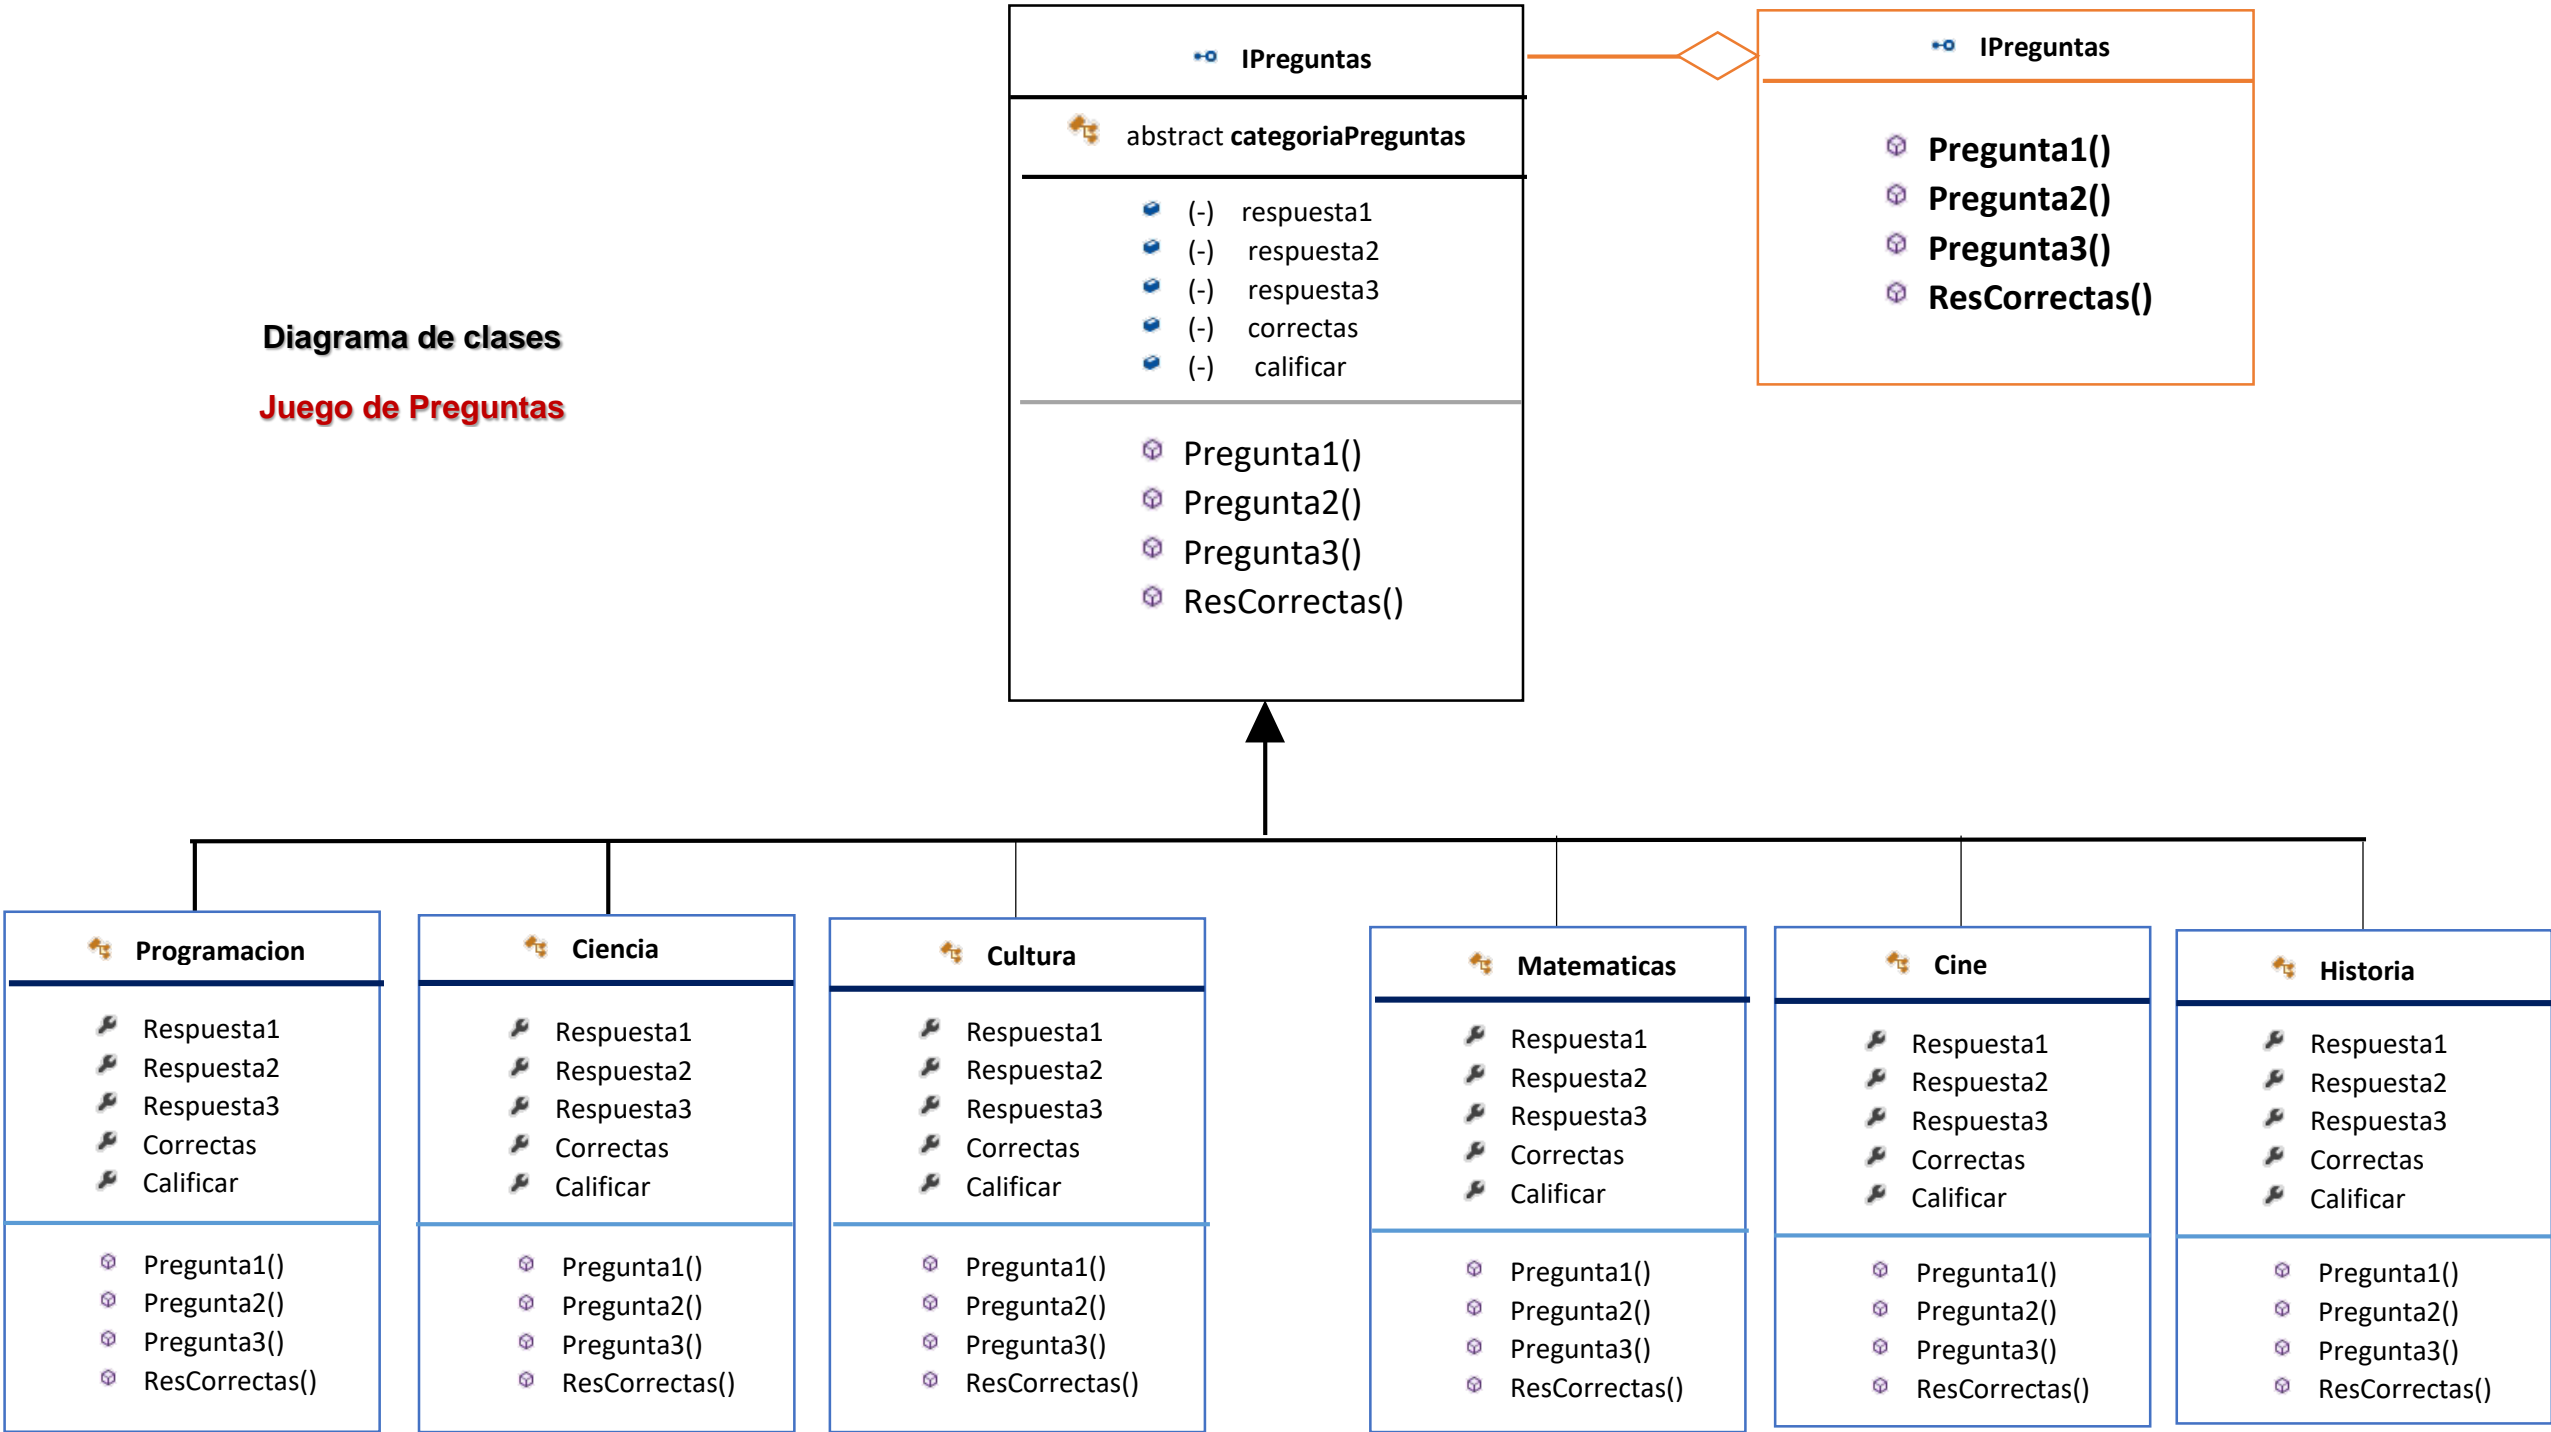 IPreguntas
abstract categoriaPreguntas
(-) respuesta1
(-) respuesta2
(-) respuesta3
(-) correctas
(-) calificar
Pregunta1()
Pregunta2()
Pregunta3()
ResCorrectas()
IPreguntas
Pregunta1()
Pregunta2()
Pregunta3()
ResCorrectas()
Diagrama de clases
Juego de Preguntas
Programacion
Respuesta1
Respuesta2
Respuesta3
Correctas
Calificar
Pregunta1()
Pregunta2()
Pregunta3()
ResCorrectas()
Ciencia
Respuesta1
Respuesta2
Respuesta3
Correctas
Calificar
Pregunta1()
Pregunta2()
Pregunta3()
ResCorrectas()
Cultura
Respuesta1
Respuesta2
Respuesta3
Correctas
Calificar
Pregunta1()
Pregunta2()
Pregunta3()
ResCorrectas()
Matematicas
Respuesta1
Respuesta2
Respuesta3
Correctas
Calificar
Pregunta1()
Pregunta2()
Pregunta3()
ResCorrectas()
Cine
Respuesta1
Respuesta2
Respuesta3
Correctas
Calificar
Pregunta1()
Pregunta2()
Pregunta3()
ResCorrectas()
Historia
Respuesta1
Respuesta2
Respuesta3
Correctas
Calificar
Pregunta1()
Pregunta2()
Pregunta3()
ResCorrectas()